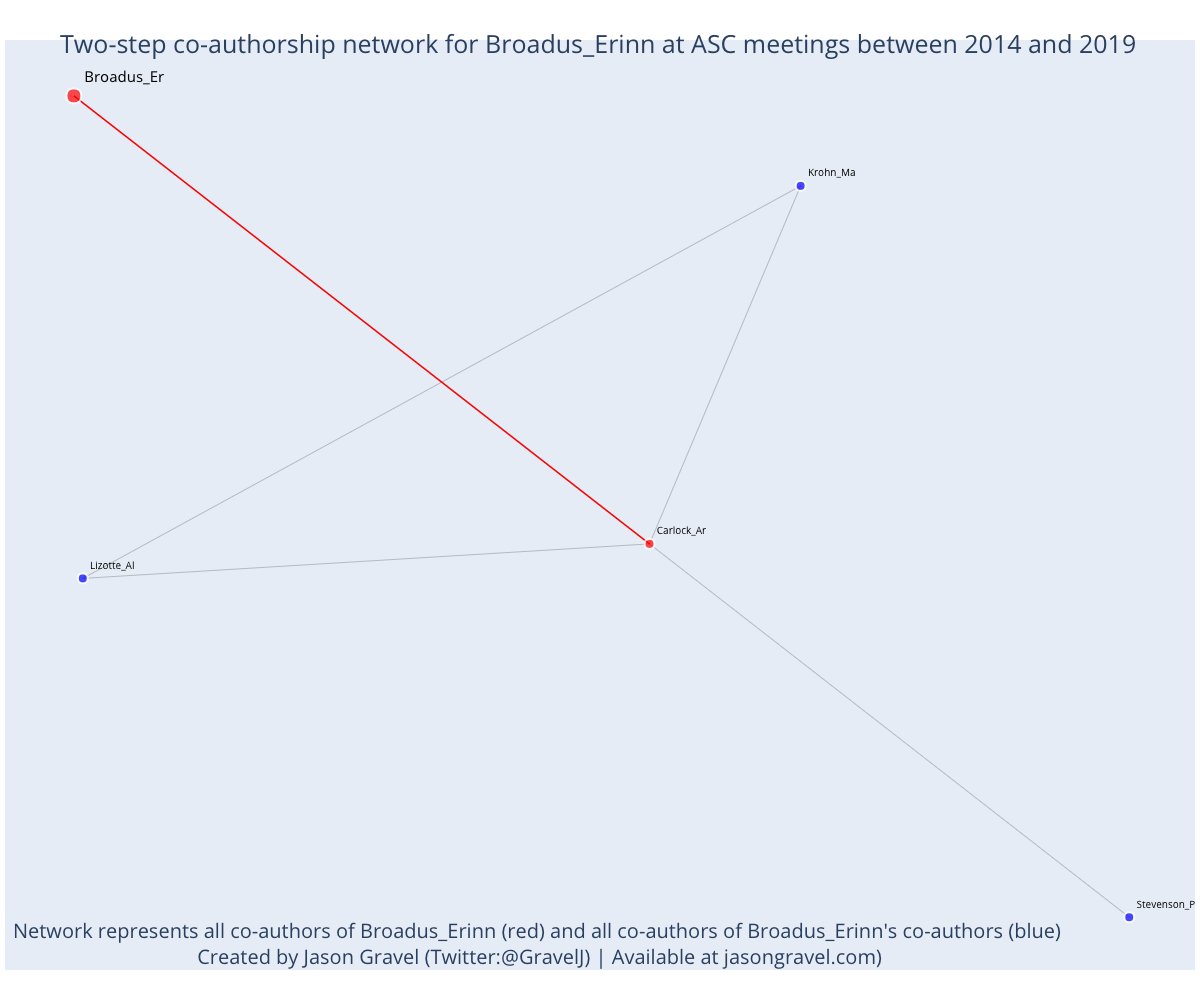 Two-step co-authorship network for Broadus_Erinn at ASC meetings between 2014 and 2019
Broadus_Er
Krohn_Ma
Carlock_Ar
Lizotte_Al
Stevenson_P
Network represents all co-authors of Broadus_Erinn (red) and all co-authors of Broadus_Erinn's co-authors (blue)
Created by Jason Gravel (Twitter:@GravelJ) | Available at jasongravel.com)